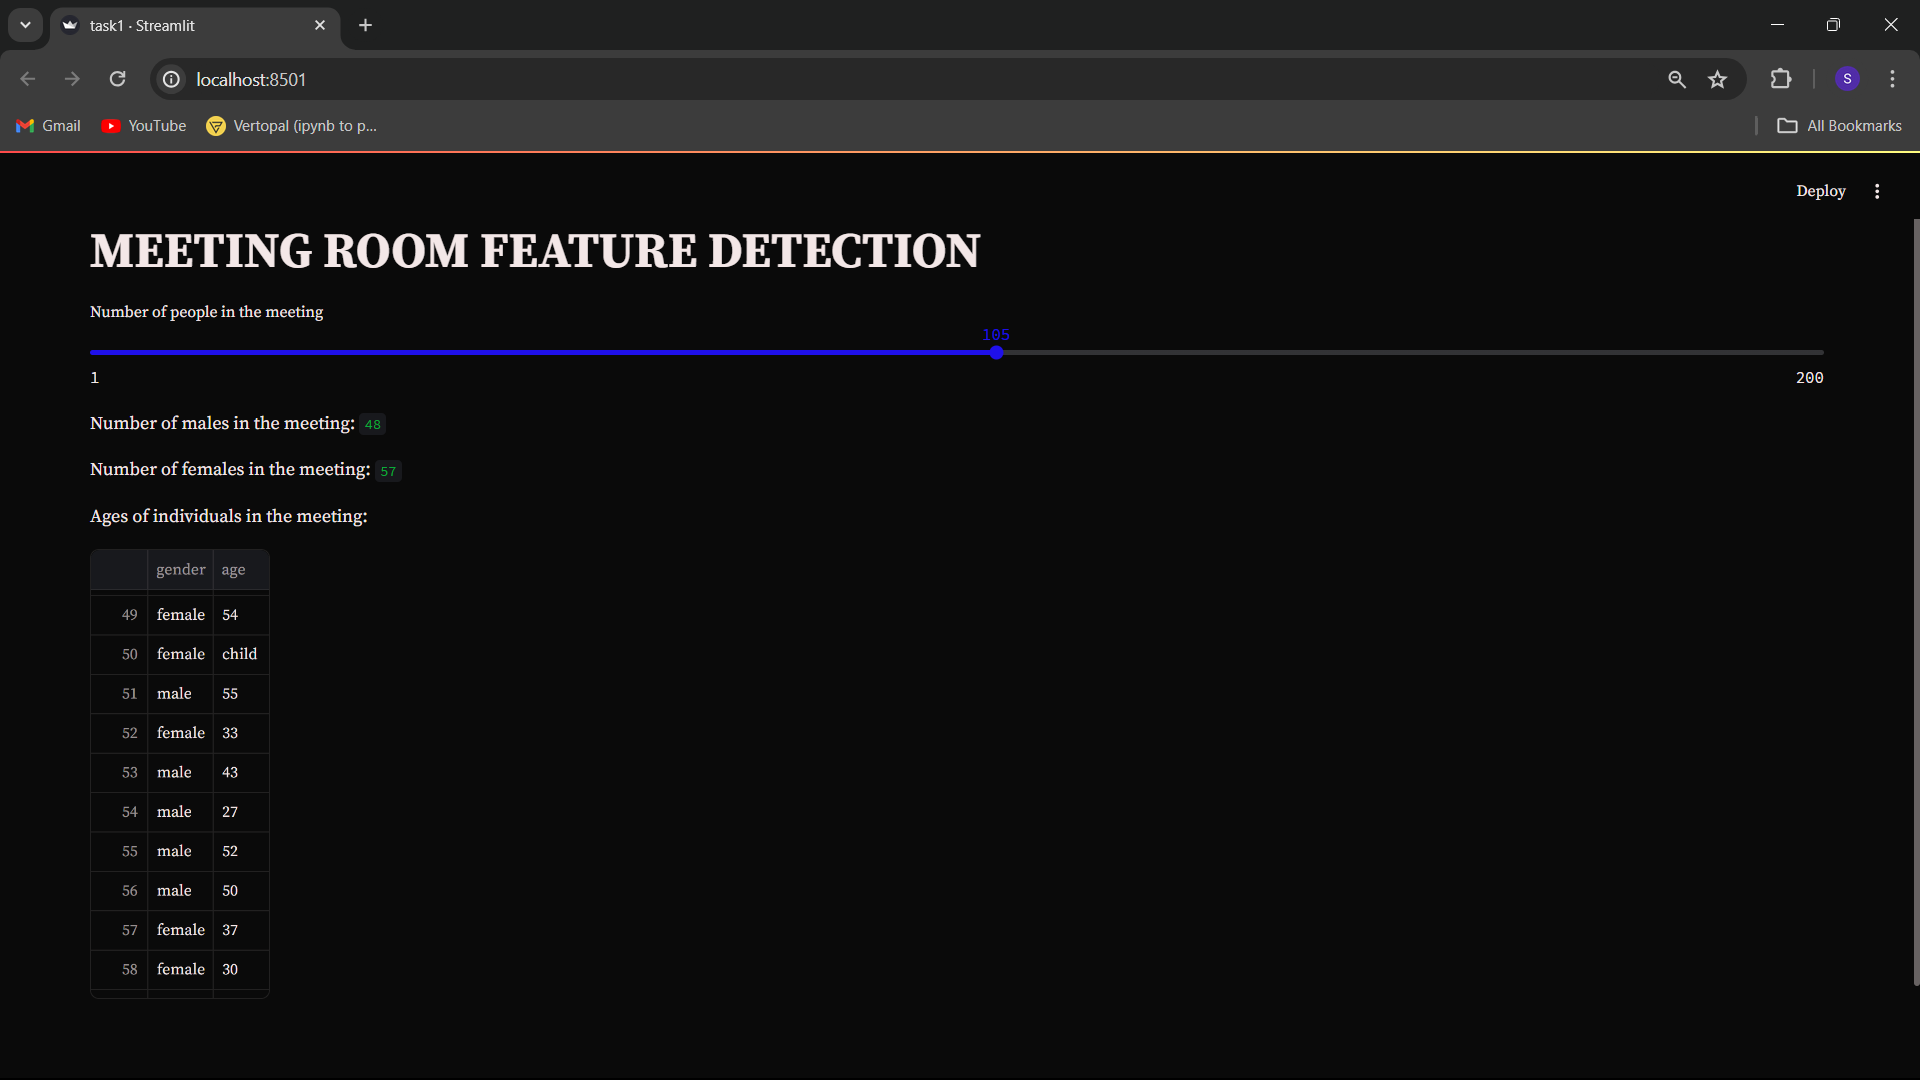 task1 · Streamlit
localhost:8501
S
Gmail YouTube Vertopal (ipynb to p... All Bookmarks
Deploy
MEETING ROOM FEATURE DETECTION
Number of people in the meeting
105
1 200
Number of males in the meeting: 48
Number of females in the meeting: 57
Ages of individuals in the meeting:
gender age
49 female 54
50 female child
51 male 55
52 female 33
53 male 43
54 male 27
55 male 52
56 male 50
57 female 37
58 female 30